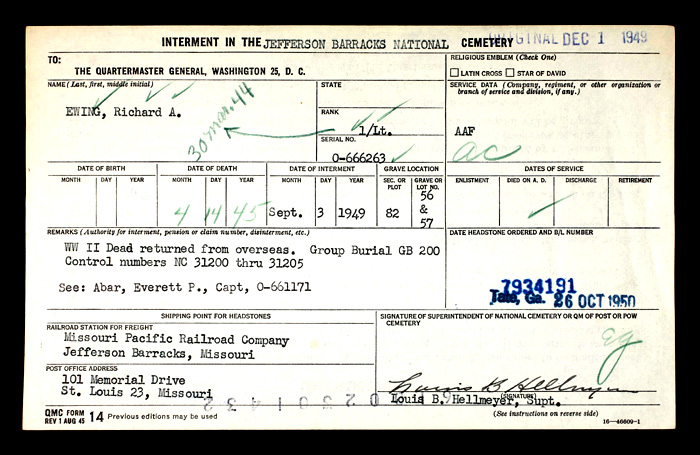 INTERMENT IN THE JEFFERSON BARRACKS NATIONAL CEMETERY
ORIGINAL DEC 1 1949
TO:
THE QUARTERMASTER GENERAL, WASHINGTON 25, D. C.
RELIGIOUS EMBLEM (Check One)
LATIN CROSS STAR OF DAVID
NAME (Last, first, middle initial)
EWING, Richard A.
30 mar. 44
STATE
RANK
1/Lt.
SERIAL NO.
O-666263
SERVICE DATA (Company, regiment, or other organization or branch of service and division, if any.)
AAF
ac
DATE OF BIRTH
DATE OF DEATH
DATE OF INTERMENT
GRAVE LOCATION
DATES OF SERVICE
MONTH DAY YEAR
MONTH DAY YEAR
MONTH DAY YEAR
SEC. OR PLOT
GRAVE OR LOT NO.
ENLISTMENT DIED ON A. D. DISCHARGE RETIREMENT
4 14 45
Sept. 3 1949
82
56
&
57
REMARKS (Authority for interment, pension or claim number, disinterment, etc.)
WW II Dead returned from overseas. Group Burial GB 200
Control numbers NC 31200 thru 31205
See: Abar, Everett P., Capt, O-661171
DATE HEADSTONE ORDERED AND B/L NUMBER
7934191
Tate, Ga. 26 OCT 1950
SHIPPING POINT FOR HEADSTONES
RAILROAD STATION FOR FREIGHT
Missouri Pacific Railroad Company
Jefferson Barracks, Missouri
POST OFFICE ADDRESS
101 Memorial Drive
St. Louis 23, Missouri
SIGNATURE OF SUPERINTENDENT OF NATIONAL CEMETERY OR QM OF POST OR POW CEMETERY
eg
Louis B Hellmeyer
(SIGNATURE)
Louis B. Hellmeyer, Supt.
QMC FORM
REV 1 AUG 45
14
Previous editions may be used
(See instructions on reverse side)
16—46609-1